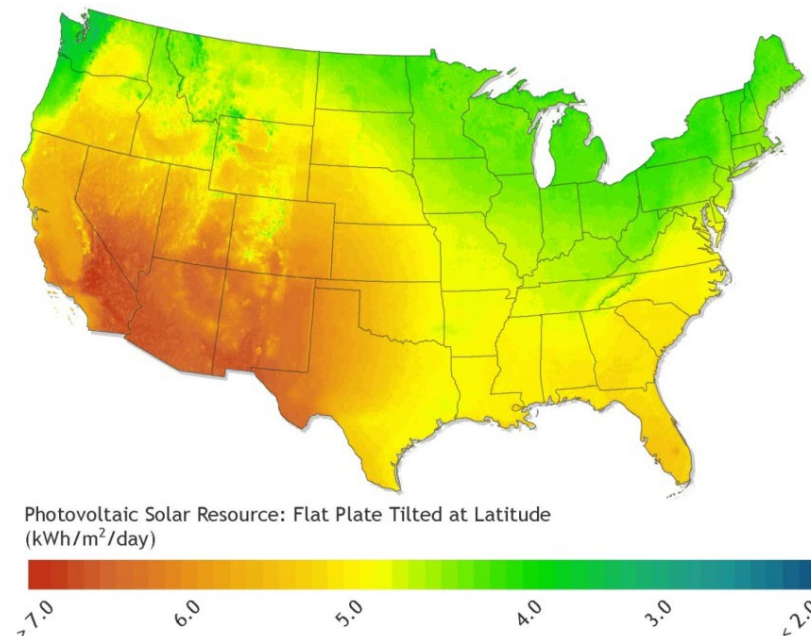 Photovoltaic Solar Resource: Flat Plate Tilted at Latitude
(kWh/m²/day)
> 7.0 6.0 5.0 4.0 3.0 < 2.0